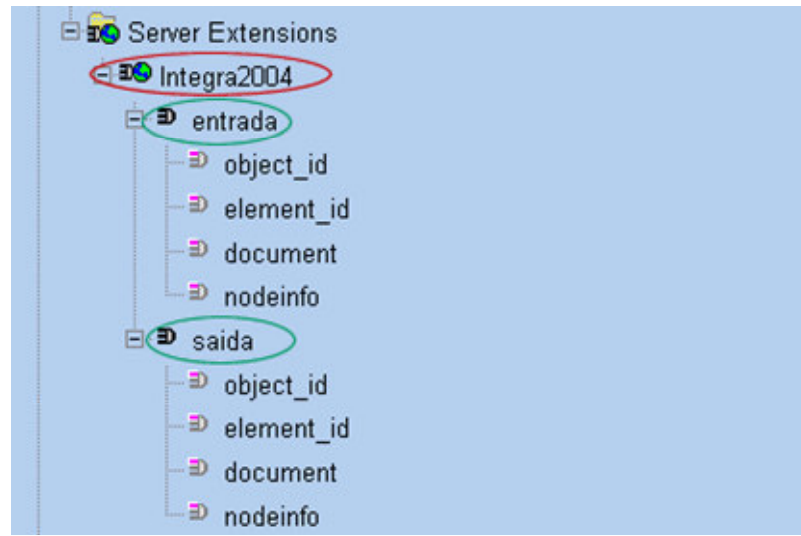 Server Extensions
Integra2004
entrada
object_id
element_id
document
nodeinfo
saida
object_id
element_id
document
nodeinfo